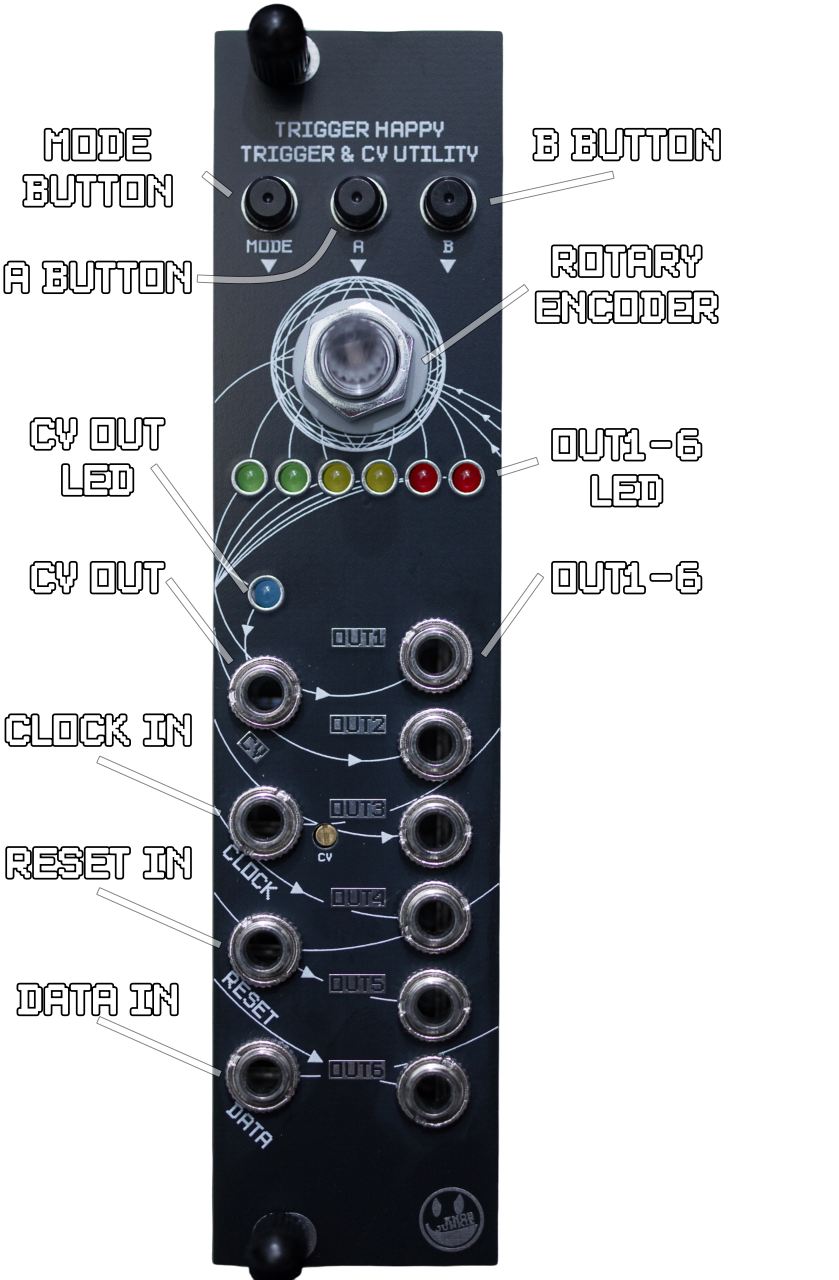 TRIGGER HAPPY
TRIGGER & CV UTILITY
MODE
BUTTON
B BUTTON
MODE
A
B
A BUTTON
ROTARY
ENCODER
CV OUT
LED
OUT1-6
LED
CV OUT
OUT1-6
OUT1
CLOCK IN
OUT2
CV
OUT3
CV
RESET IN
CLOCK
OUT4
DATA IN
RESET
OUT5
OUT6
DATA